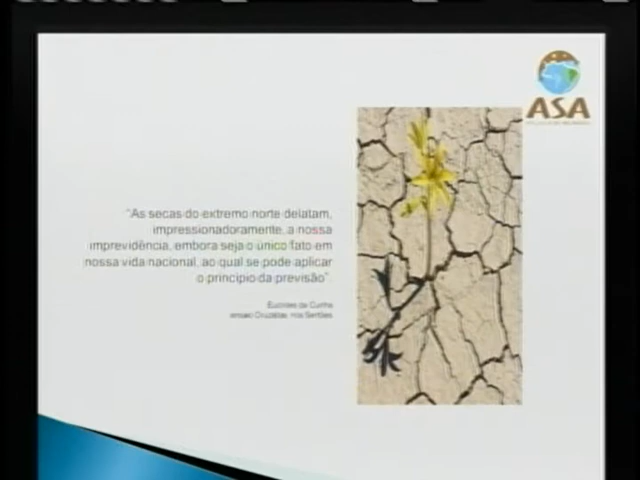 ASA
"As secas do extremo norte delatam,
impressionadoramente, a nossa
imprevidência, embora seja o único fato em
nossa vida nacional, ao qual se pode aplicar
o princípio da previsão".
Euclides da Cunha
ensaio Cruzadas nos Sertões